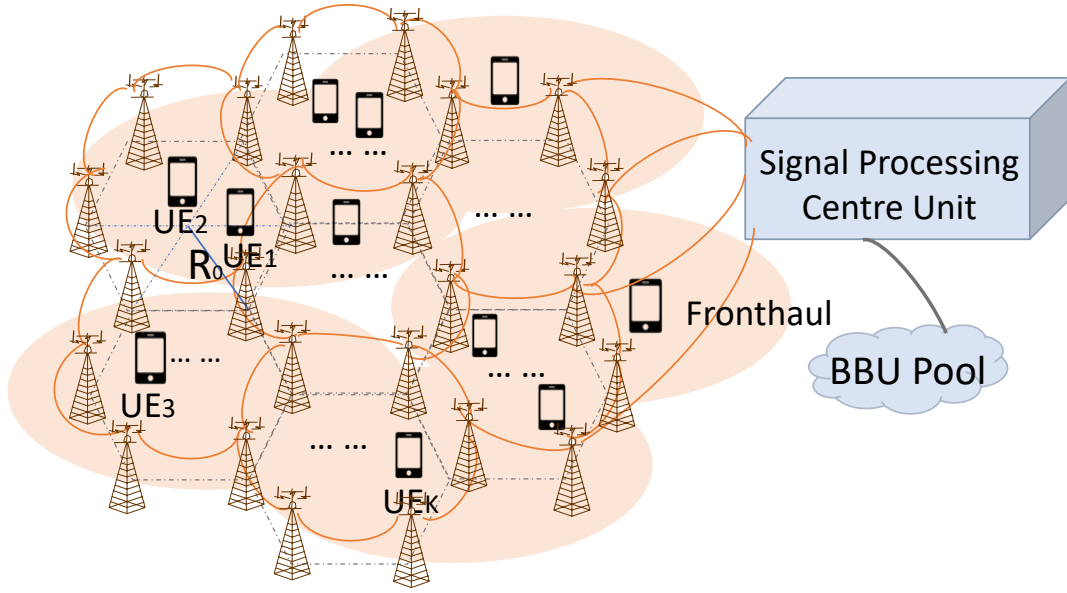 ... ...
Signal Processing
Centre Unit
UE2
... ...
R0
UE1
... ...
Fronthaul
... ...
UE3
... ...
BBU Pool
... ...
UEK